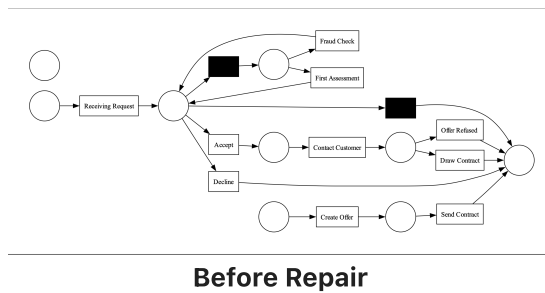 Fraud Check
First Assessment
Receiving Request
Accept
Contact Customer
Offer Refused
Draw Contract
Decline
Create Offer
Send Contract
Before Repair